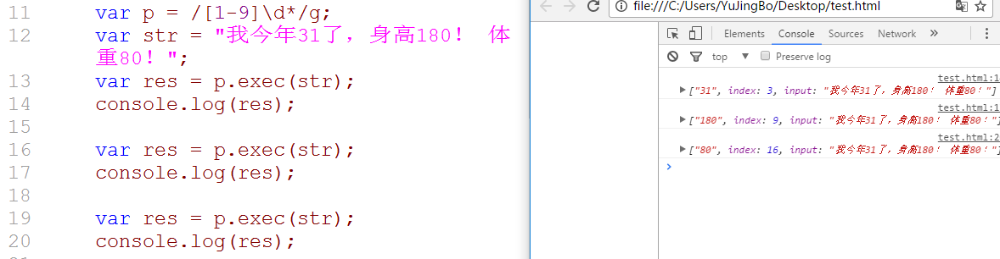 11 var p = /[1-9]\d*/g;
12 var str = "我今年31了，身高180！ 体
重80！";
13 var res = p.exec(str);
14 console.log(res);
15
16 var res = p.exec(str);
17 console.log(res);
18
19 var res = p.exec(str);
20 console.log(res);
file:///C:/Users/YuJingBo/Desktop/test.html
Elements Console Sources Network
top Preserve log
test.html:1
["31", index: 3, input: "我今年31了，身高180！ 体重80！"]
test.html:1
["180", index: 9, input: "我今年31了，身高180！ 体重80！"]
test.html:2
["80", index: 16, input: "我今年31了，身高180！ 体重80！"]